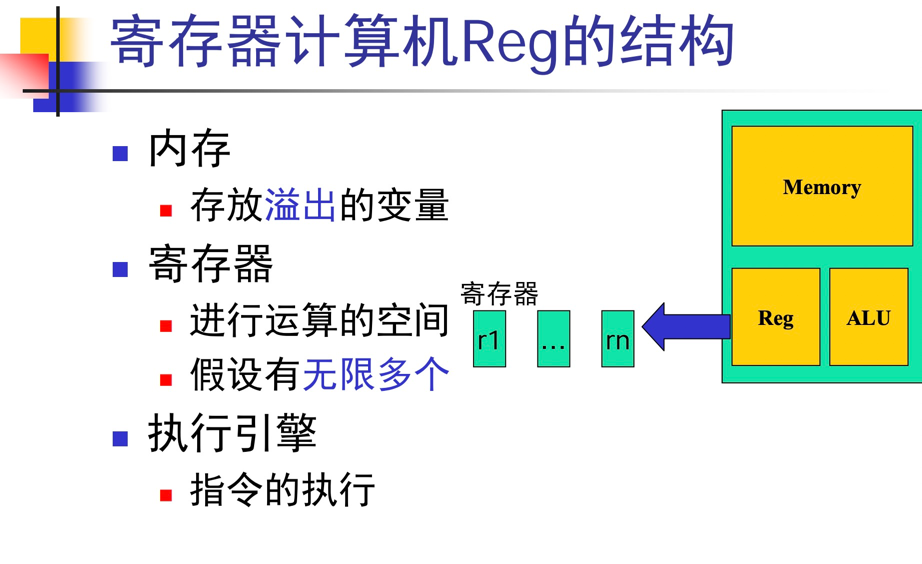 寄存器计算机Reg的结构
内存
存放溢出的变量
寄存器
进行运算的空间
假设有无限多个
执行引擎
指令的执行
寄存器
r1
...
rn
Memory
Reg
ALU